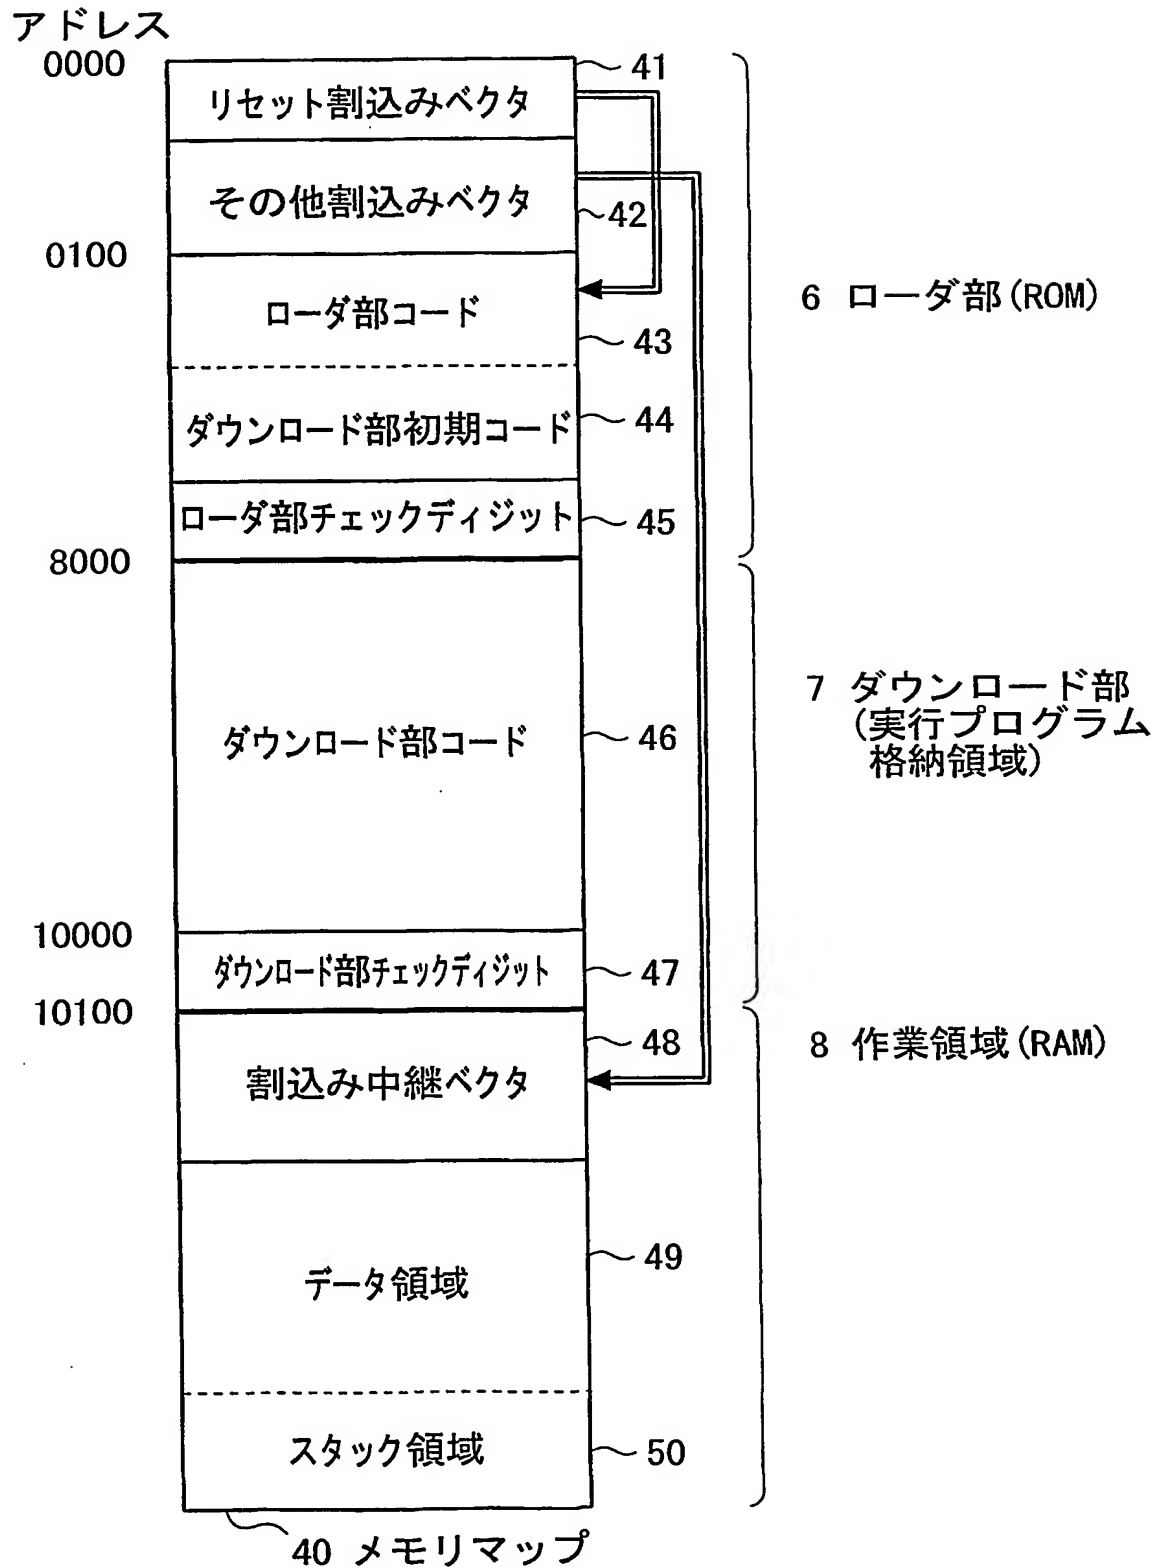 アドレス
0000
リセット割込みベクタ
41
その他割込みベクタ
42
0100
ローダ部コード
43
6 ローダ部(ROM)
ダウンロード部初期コード
44
ローダ部チェックディジット
45
8000
ダウンロード部コード
46
7 ダウンロード部
(実行プログラム
格納領域)
10000
ダウンロード部チェックディジット
47
10100
割込み中継ベクタ
48
8 作業領域(RAM)
データ領域
49
スタック領域
50
40 メモリマップ